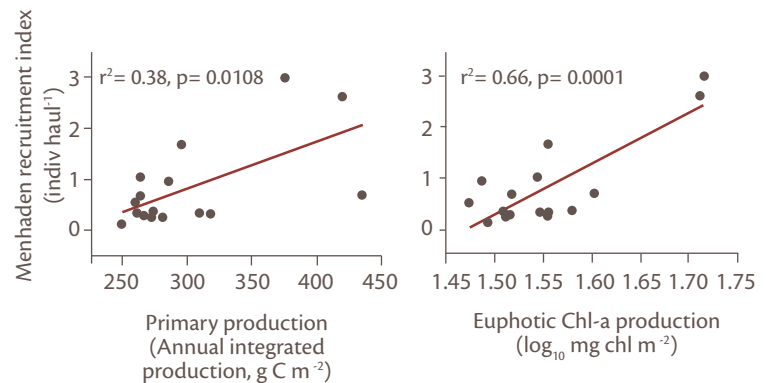 Menhaden recruitment index
(indiv haul⁻¹)
r²= 0.38, p= 0.0108
3
2
1
0
250 300 350 400 450
Primary production
(Annual integrated
production, g C m⁻²)
r²= 0.66, p= 0.0001
3
2
1
0
1.45 1.50 1.55 1.60 1.65 1.70 1.75
Euphotic Chl-a production
(log₁₀ mg chl m⁻²)